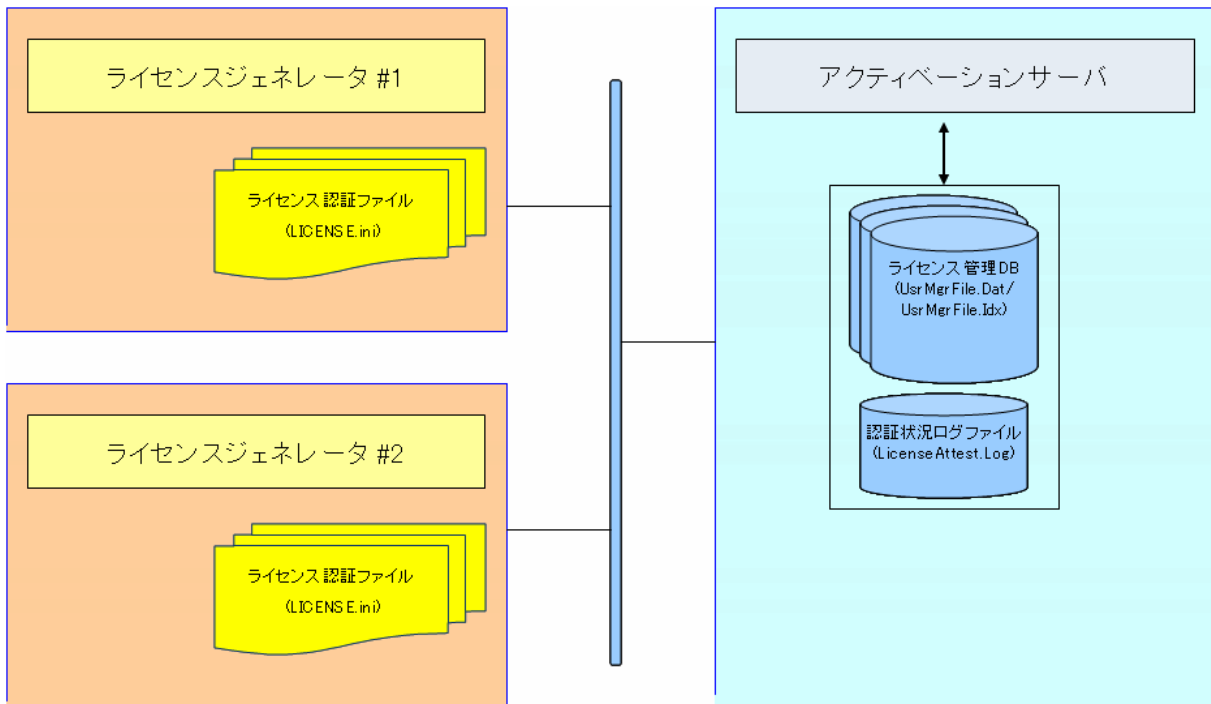 ライセンスジェネレータ #1
ライセンス認証ファイル
(LICENSE.ini)
ライセンスジェネレータ #2
ライセンス認証ファイル
(LICENSE.ini)
アクティベーションサーバ
ライセンス管理DB
(UsrMgrFile.Dat/
UsrMgrFile.Idx)
認証状況ログファイル
(LicenseAttest.Log)